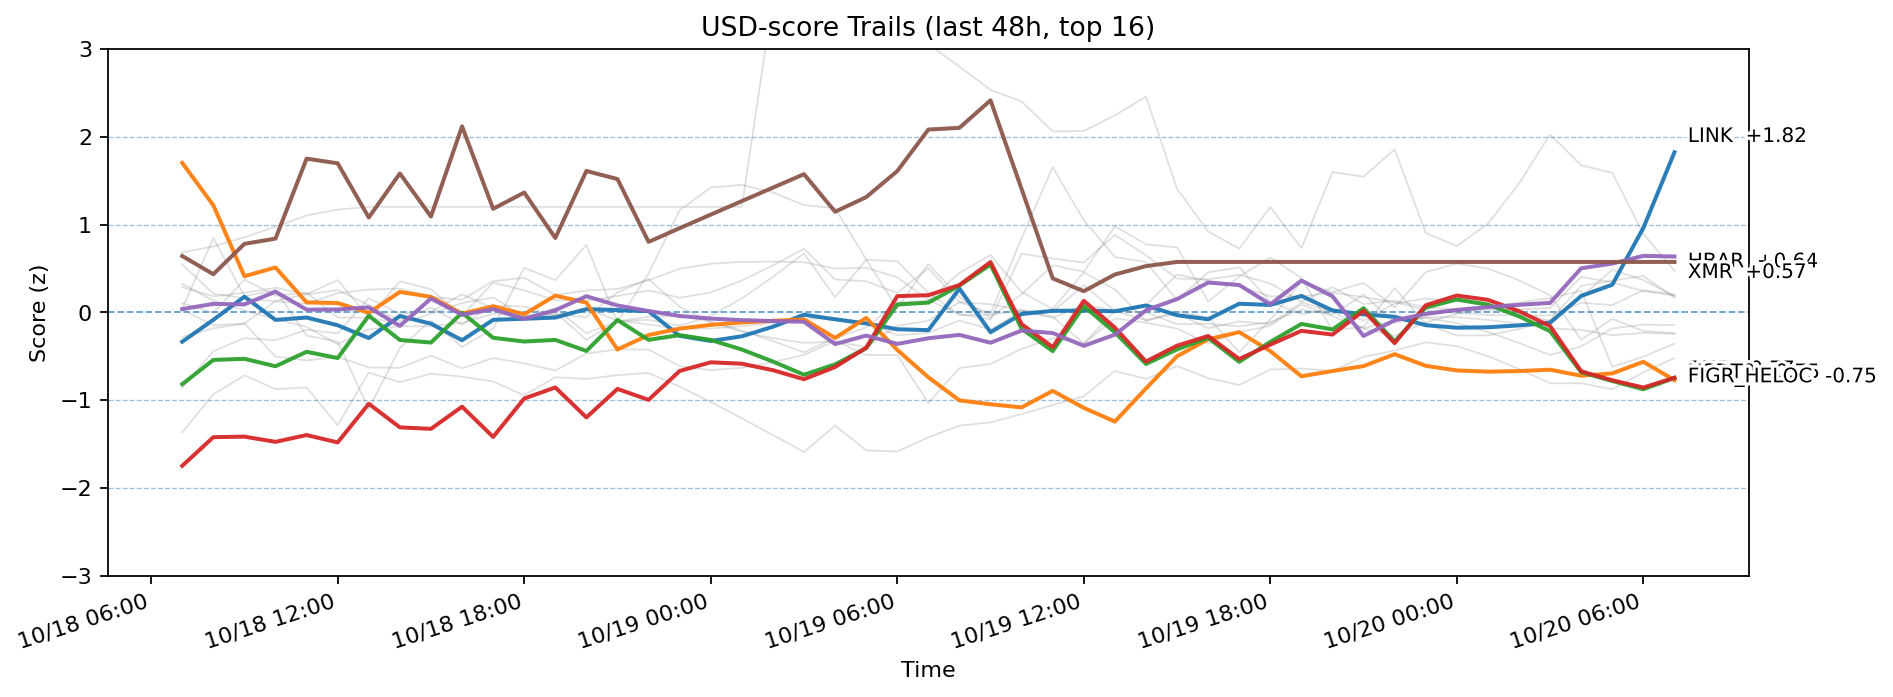 USD-score Trails (last 48h, top 16)
Score (z)
3
2
1
0
−1
−2
−3
LINK +1.82
XMR +0.57
FIGR_HELOC -0.75
10/18 06:00
10/18 12:00
10/18 18:00
10/19 00:00
10/19 06:00
10/19 12:00
10/19 18:00
10/20 00:00
10/20 06:00
Time